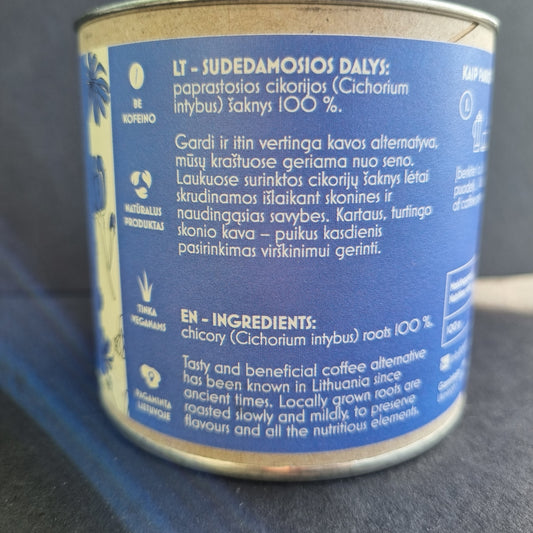 BE
KOFEINO
NATŪRALUS
PRODUKTAS
TINKA
VEGANAMS
PAGAMINTA
LIETUVOJE
LT - SUDEDAMOSIOS DALYS:
paprastosios cikorijos (Cichorium
intybus) šaknys 100 %.
Gardi ir itin vertinga kavos alternatyva,
mūsų kraštuose geriama nuo seno.
Laukuose surinktos cikorijų šaknys lėtai
skrudinamos išlaikant skonines ir
naudingąsias savybes. Kartaus, turtingo
skonio kava – puikus kasdienis
pasirinkimas virškinimui gerinti.
EN - INGREDIENTS:
chicory (Cichorium intybus) roots 100 %.
Tasty and beneficial coffee alternative
has been known in Lithuania since
ancient times. Locally grown roots are
roasted slowly and mildly, to preserve
flavours and all the nutritious elements.
KAIP
1.